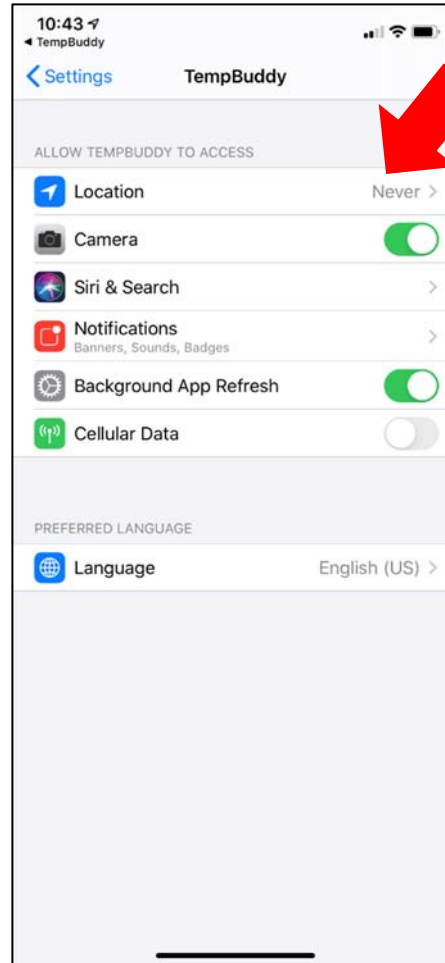 10:43
TempBuddy
Settings TempBuddy
ALLOW TEMPBUDDY TO ACCESS
Location Never
Camera
Siri & Search
Notifications
Banners, Sounds, Badges
Background App Refresh
Cellular Data
PREFERRED LANGUAGE
Language English (US)